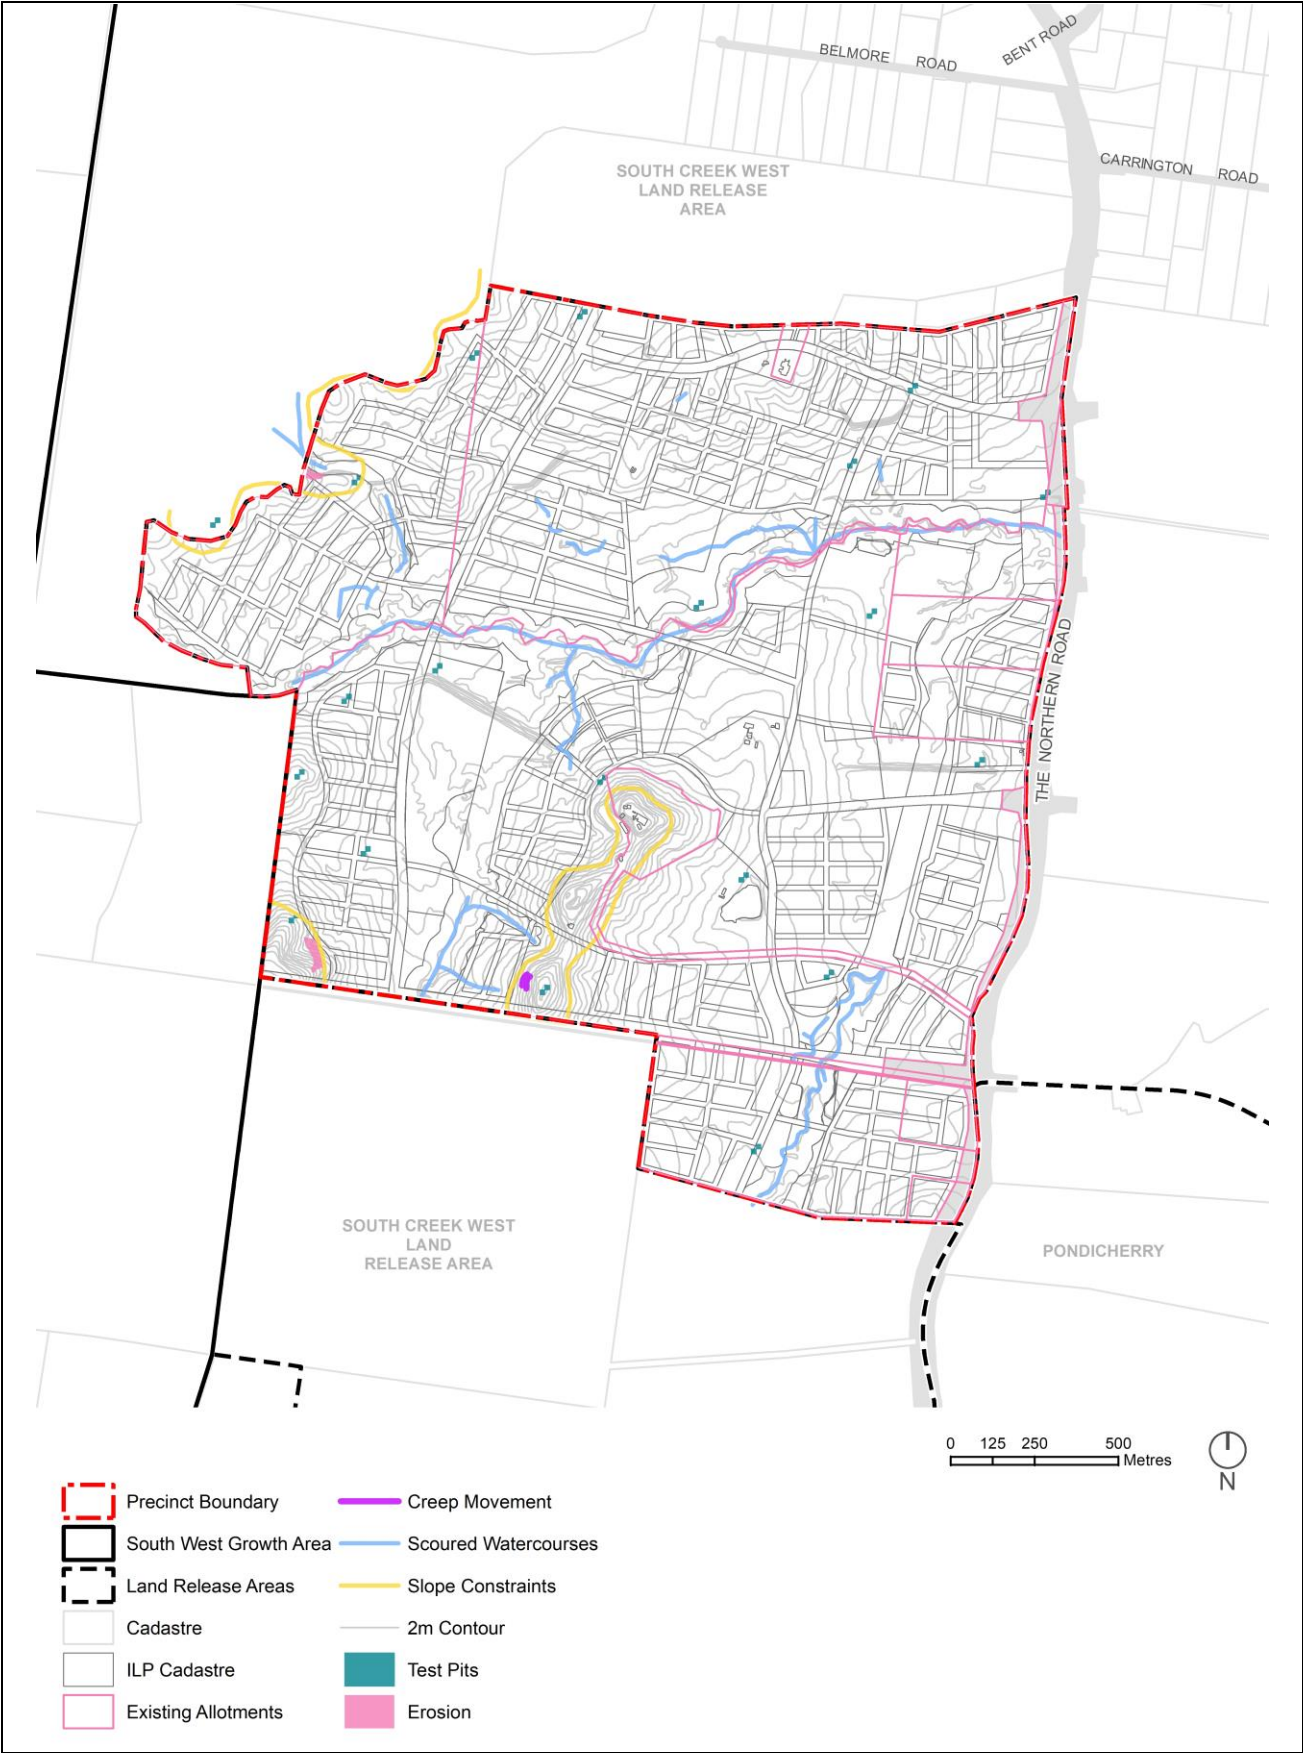 BELMORE ROAD
BENT ROAD
CARRINGTON ROAD
SOUTH CREEK WEST
LAND RELEASE
AREA
THE NORTHERN ROAD
SOUTH CREEK WEST
LAND
RELEASE AREA
PONDICHERRY
0 125 250 500
Metres
N
Precinct Boundary
South West Growth Area
Land Release Areas
Cadastre
ILP Cadastre
Existing Allotments
Creep Movement
Scoured Watercourses
Slope Constraints
2m Contour
Test Pits
Erosion